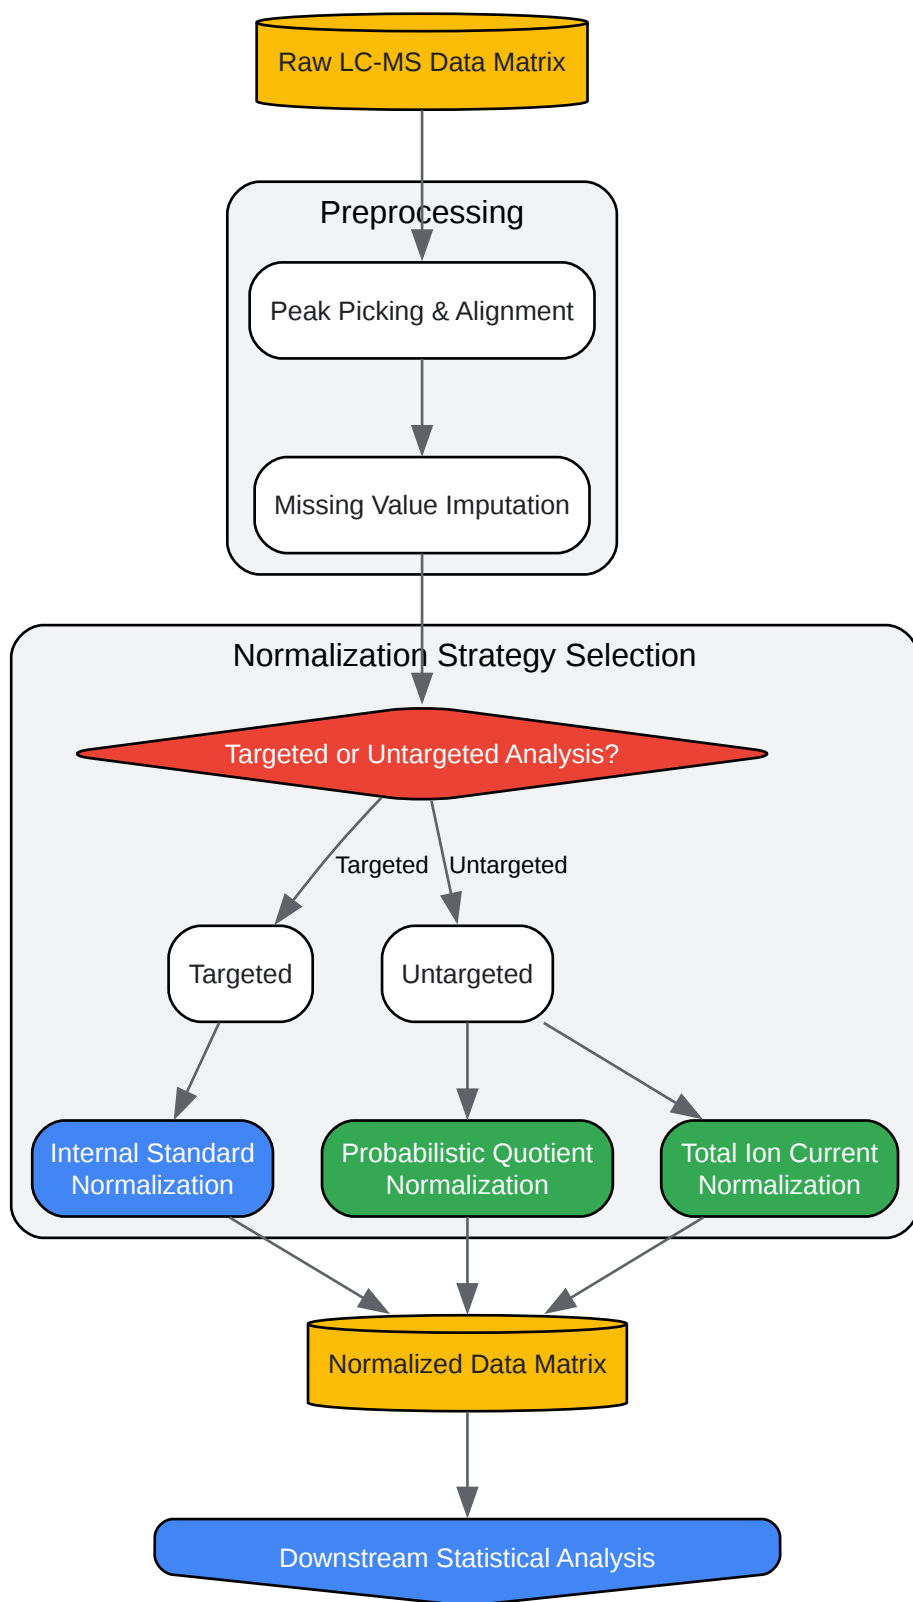 Raw LC-MS Data Matrix
Preprocessing
Peak Picking & Alignment
Missing Value Imputation
Normalization Strategy Selection
Targeted or Untargeted Analysis?
Targeted
Untargeted
Targeted
Untargeted
Internal Standard
Normalization
Probabilistic Quotient
Normalization
Total Ion Current
Normalization
Normalized Data Matrix
Downstream Statistical Analysis